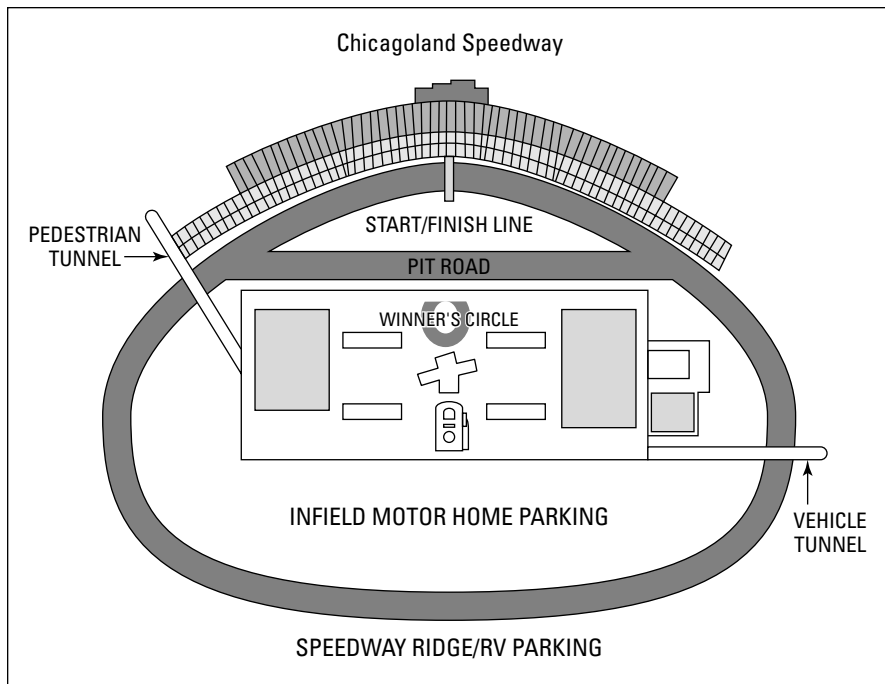 Chicagoland Speedway
START/FINISH LINE
PEDESTRIAN
TUNNEL
PIT ROAD
WINNER'S CIRCLE
INFIELD MOTOR HOME PARKING
VEHICLE
TUNNEL
SPEEDWAY RIDGE/RV PARKING